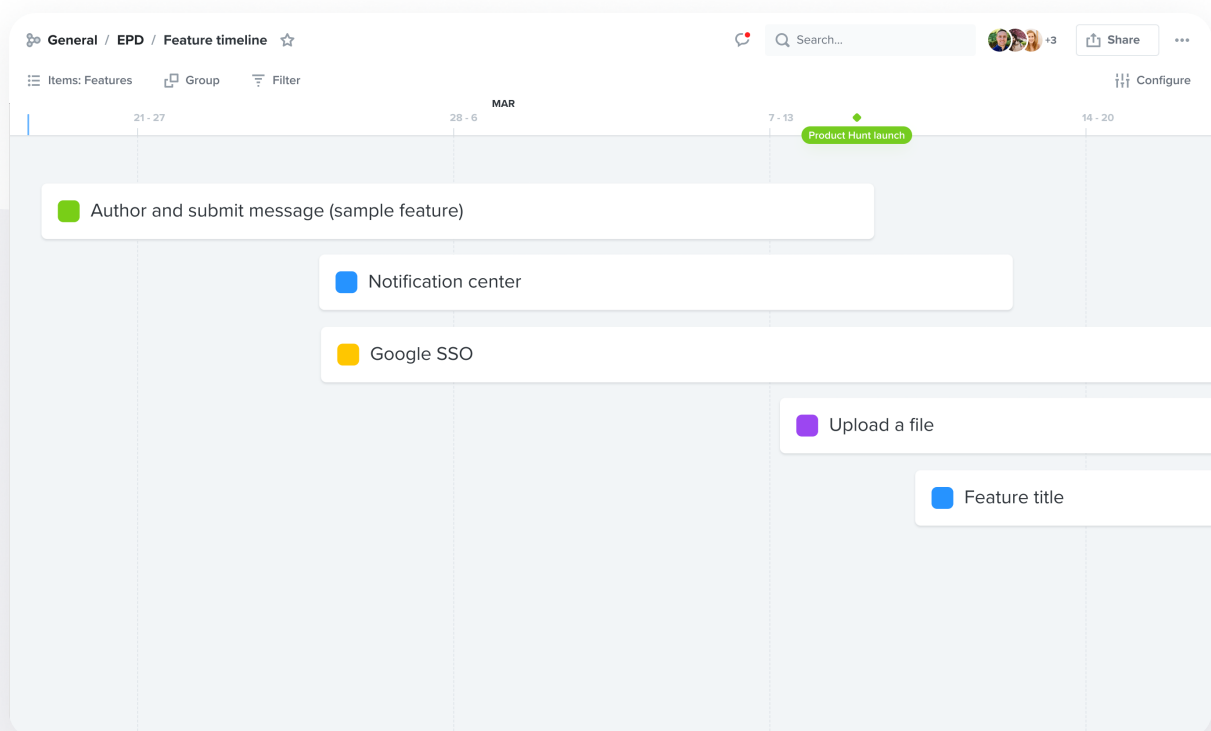 General / EPD / Feature timeline
Search...
+3
Share
Items: Features
Group
Filter
Configure
MAR
21 - 27
28 - 6
7 - 13
14 - 20
Product Hunt launch
Author and submit message (sample feature)
Notification center
Google SSO
Upload a file
Feature title